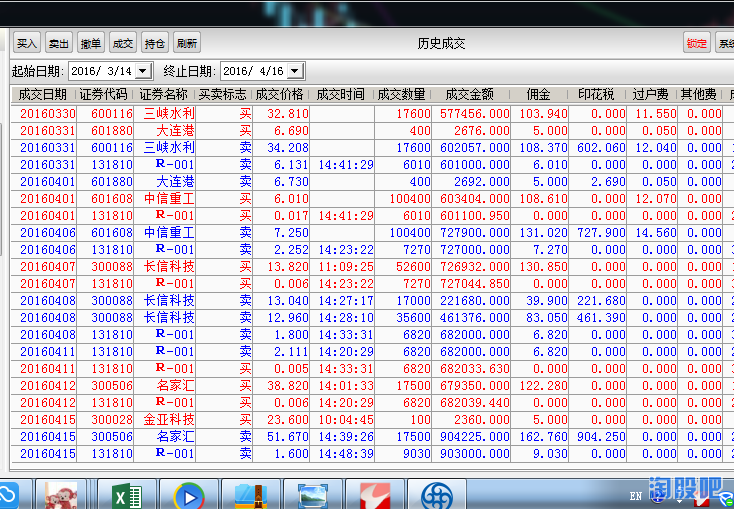 买入 卖出 撤单 成交 持仓 刷新 历史成交 锁定
起始日期: 2016/ 3/14 终止日期: 2016/ 4/16
成交日期 证券代码 证券名称 买卖标志 成交价格 成交时间 成交数量 成交金额 佣金 印花税 过户费 其他费
20160330 600116 三峡水利 买 32.810 17600 577456.000 103.940 0.000 11.550 0.000
20160331 601880 大连港 买 6.690 400 2676.000 5.000 0.050 0.000
20160331 600116 三峡水利 卖 34.208 17600 602057.000 108.370 602.060 12.040 0.000
20160331 131810 R-001 卖 6.131 14:41:29 6010 601000.000 6.010 0.000 0.000 0.000
20160401 601880 大连港 卖 6.730 400 2692.000 5.000 2.690 0.050 0.000
20160401 601608 中信重工 买 6.010 100400 603404.000 108.610 12.070 0.000
20160401 131810 R-001 买 0.017 14:41:29 6010 601100.950 0.000 0.000 0.000 0.000
20160406 601608 中信重工 卖 7.250 100400 727900.000 131.020 727.900 14.560 0.000
20160406 131810 R-001 卖 2.252 14:23:22 7270 727000.000 7.270 0.000 0.000 0.000
20160407 300088 长信科技 买 13.820 11:09:25 52600 726932.000 130.850 0.000 0.000 0.000
20160407 131810 R-001 买 0.006 14:23:22 7270 727044.850 0.000 0.000 0.000 0.000
20160408 300088 长信科技 卖 13.040 14:27:17 17000 221680.000 39.900 221.680 0.000 0.000
20160408 300088 长信科技 卖 12.960 14:28:10 35600 461376.000 83.050 461.390 0.000 0.000
20160408 131810 R-001 卖 1.800 14:33:31 6820 682000.000 6.820 0.000 0.000 0.000
20160411 131810 R-001 卖 2.111 14:20:29 6820 682000.000 6.820 0.000 0.000 0.000
20160411 131810 R-001 买 0.005 14:33:31 6820 682033.630 0.000 0.000 0.000 0.000
20160412 300506 名家汇 买 38.820 14:01:33 17500 679350.000 122.280 0.000 0.000 0.000
20160412 131810 R-001 买 0.006 14:20:29 6820 682039.440 0.000 0.000 0.000 0.000
20160415 300028 金亚科技 买 23.600 10:04:45 100 2360.000 5.000 0.000 0.000 0.000
20160415 300506 名家汇 卖 51.670 14:39:26 17500 904225.000 162.760 904.250 0.000 0.000
20160415 131810 R-001 卖 1.600 14:48:39 9030 903000.000 9.030 0.000 0.000 0.000
EN 淘股吧